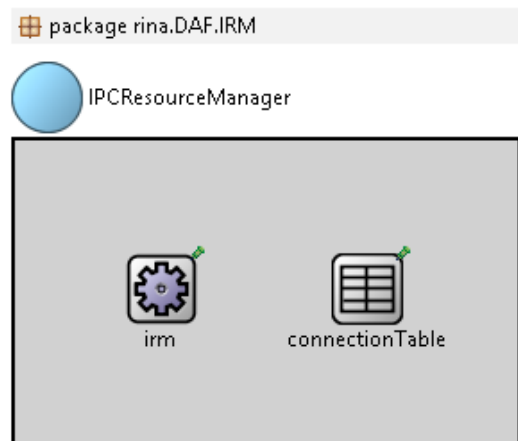 package rina.DAF.IRM
IPCResourceManager
irm
connectionTable